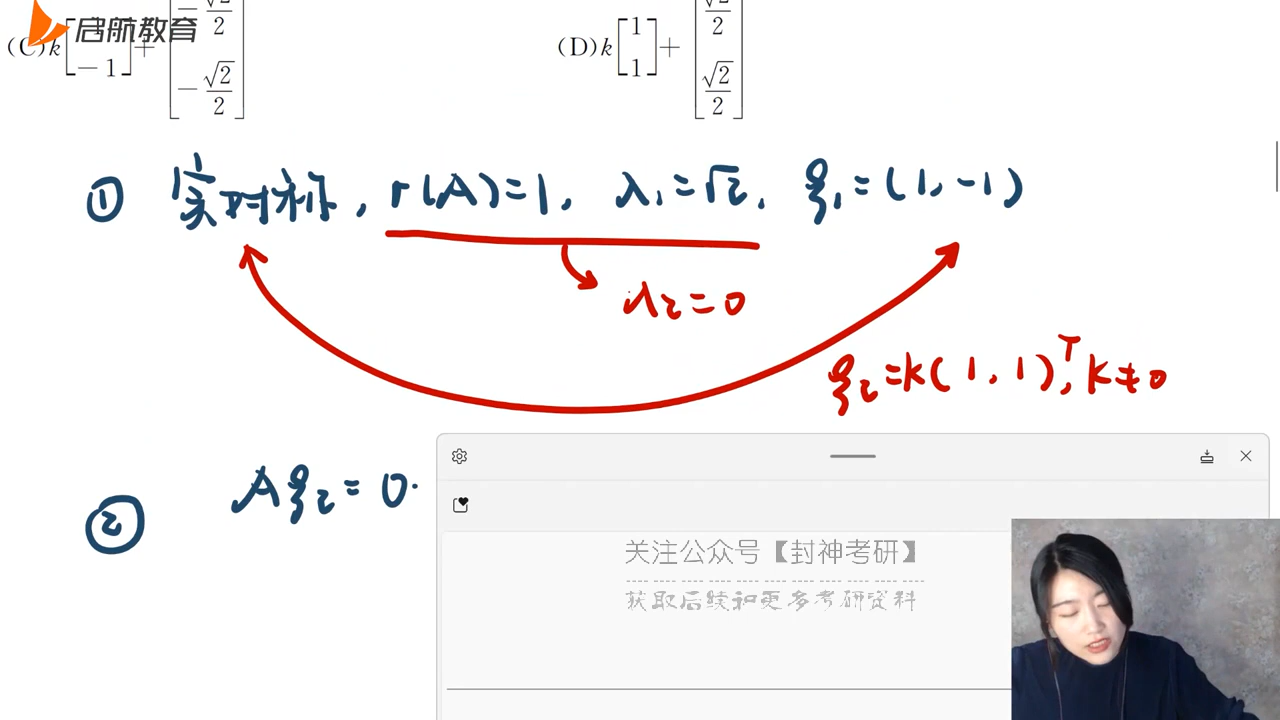 启航教育
(C) k [ -1 ] + [ -√2/2 -√2/2 ]
(D) k [ 1 1 ] + [ √2/2 √2/2 ]
① 实对称, r(A)=1, λ₁=√2, ξ₁=(1,-1)
λ₂=0
ξ₂=k(1,1)ᵀ, k≠0
② Aξ₂=0·
关注公众号【封神考研】
获取后续和更多考研资料